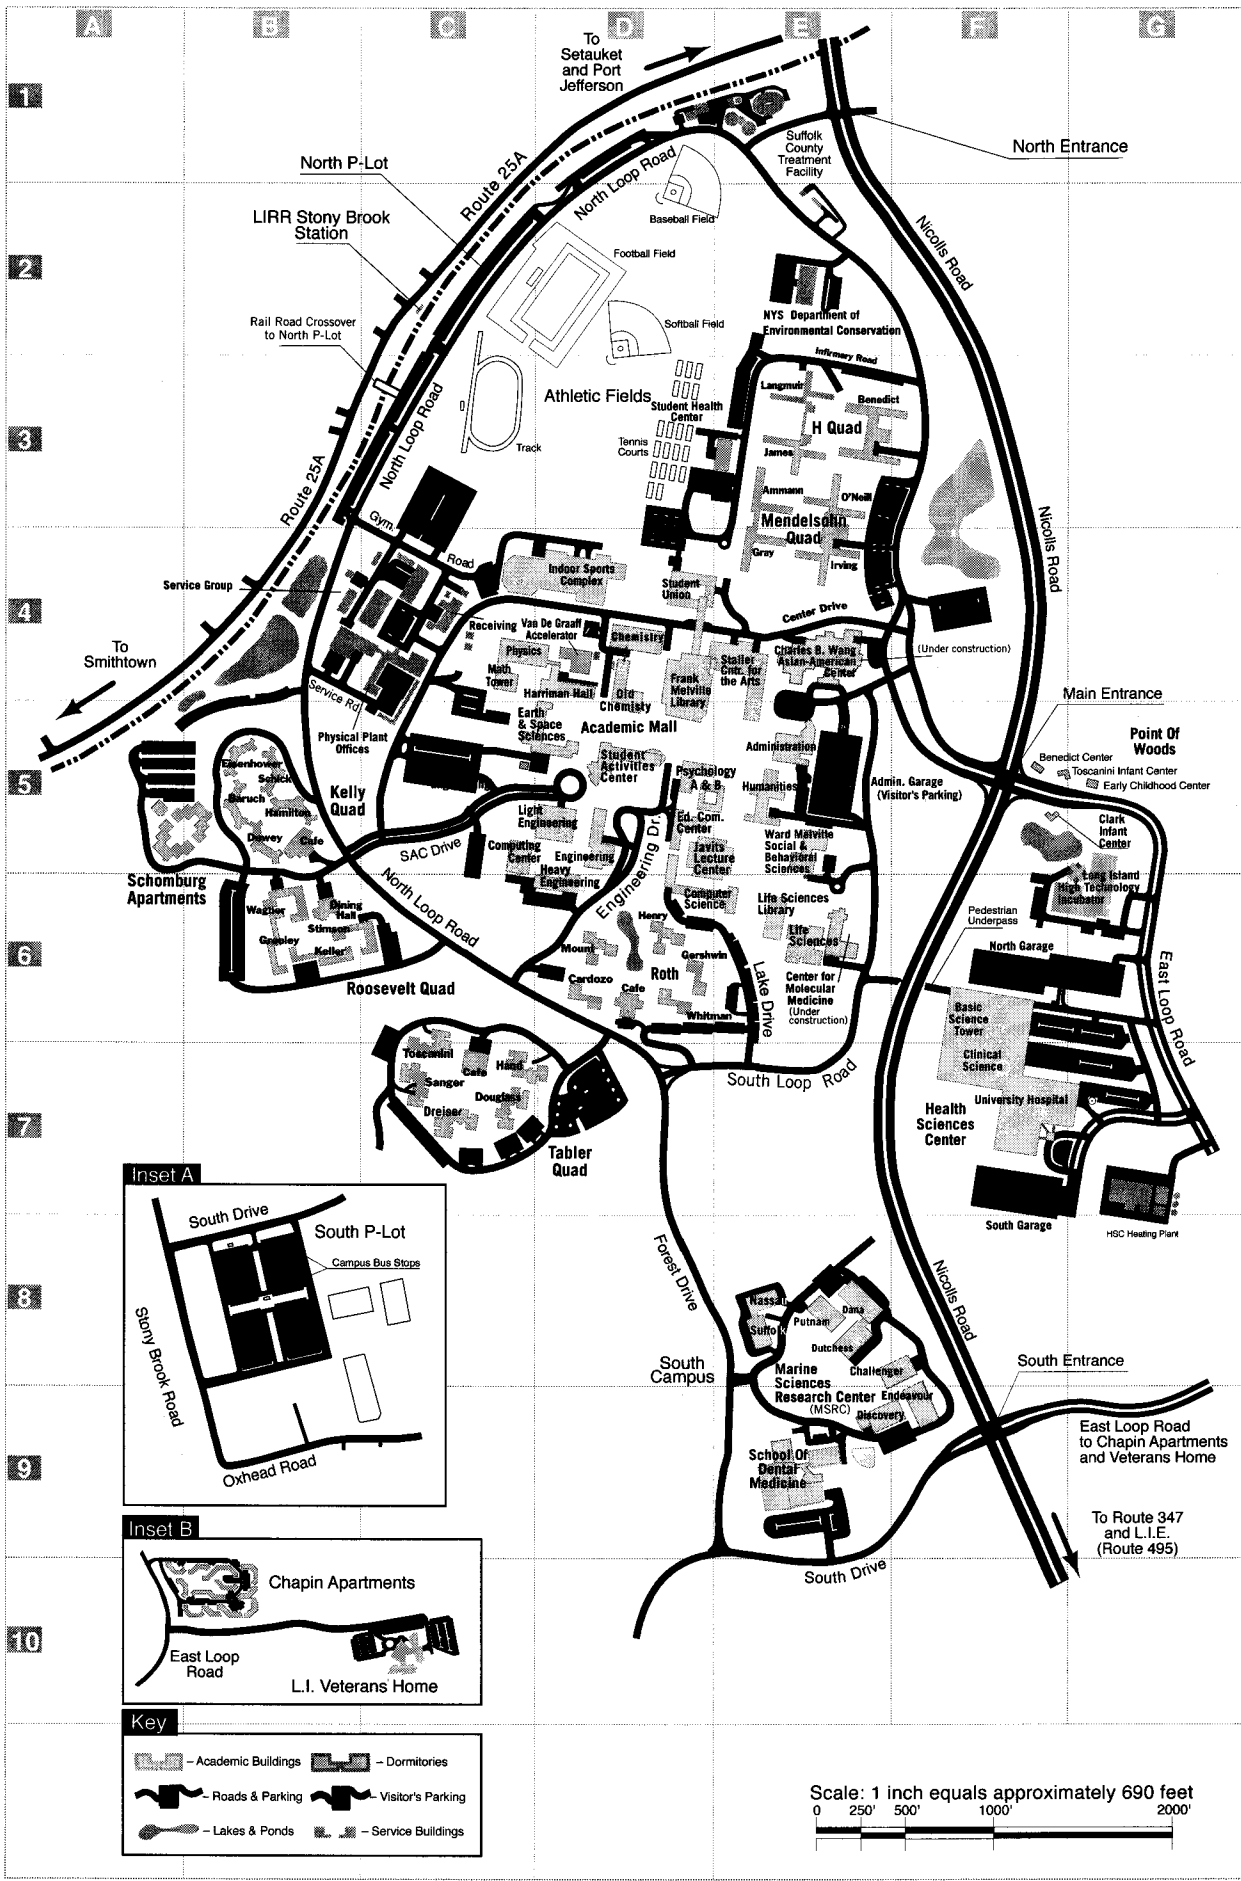 A
B
C
D
E
F
G
1
2
3
4
5
6
7
8
9
10
To
Setauket
and Port
Jefferson
North Entrance
Suffolk
County
Treatment
Facility
North P-Lot
Route 25A
North Loop Road
LIRR Stony Brook
Station
Baseball Field
Football Field
Nicolls Road
Softball Field
Rail Road Crossover
to North P-Lot
NYS Department of
Environmental Conservation
Infirmary Road
Langmuir
Benedict
Athletic Fields
Student Health
Center
H Quad
North Loop Road
Track
Tennis
Courts
James
Route 25A
Ammann
O'Neill
Mendelsohn
Quad
Nicolls Road
Gym.
Road
Gray
Irving
Indoor Sports
Complex
Student
Union
Service Group
Center Drive
Receiving
Van De Graaff
Accelerator
Chemisiry
Physics
Charles B. Wang
Asian-American
Center
(Under construction)
Staller
Cntr. for
the Arts
To
Smithtown
Math
Tower
Harriman Hall
Old
Chemisty
Frank
Melville
Library
Service Rd
Main Entrance
Earth
& Space
Sciences
Academic Mall
Physical Plant
Offices
Administration
Point Of
Woods
Benedict Center
Toscanini Infant Center
Early Childhood Center
Eisenhower
Schick
Baruch
Hamilton
Dewey
Cafe
Kelly
Quad
Student
Activities
Center
Psychology
A & B
Humanities
Admin. Garage
(Visitor's Parking)
Light
Engineering
Engineering Dr.
Ed. Com.
Center
Clark
Infant
Center
SAC Drive
Computing
Center
Engineering
Heavy
Engineering
Javits
Lecture
Center
Ward Melville
Social &
Behavioral
Sciences
Schomburg
Apartments
North Loop Road
Long Island
High Technology
Incubator
Computer
Science
Life Sciences
Library
Wagner
Dining
Hall
Stimson
Greeley
Keller
Henry
Life
Sciences
Pedestrian
Underpass
North Garage
Mount
Gershwin
Roth
Cardozo
Cafe
Whitman
Lake Drive
Center for
Molecular
Medicine
(Under
construction)
Roosevelt Quad
East Loop Road
Basic
Science
Tower
Clinical
Science
University Hospital
Toscanini
Cafe
Hand
Sanger
Douglass
Dreiser
South Loop Road
Health
Sciences
Center
Tabler
Quad
South Garage
HSC Heating Plant
Inset A
South Drive
South P-Lot
Campus Bus Stops
Stony Brook Road
Oxhead Road
Forest Drive
Nicolls Road
Nassau
Suffolk
Putnam
Dana
Dutchess
South
Campus
Marine
Sciences
Research Center
(MSRC)
Challenger
Endeavour
Discovery
South Entrance
East Loop Road
to Chapin Apartments
and Veterans Home
School Of
Dental
Medicine
To Route 347
and L.I.E.
(Route 495)
South Drive
Inset B
Chapin Apartments
East Loop
Road
L.I. Veterans Home
Key
– Academic Buildings
– Dormitories
– Roads & Parking
– Visitor's Parking
– Lakes & Ponds
– Service Buildings
Scale: 1 inch equals approximately 690 feet
0 250' 500' 1000' 2000'